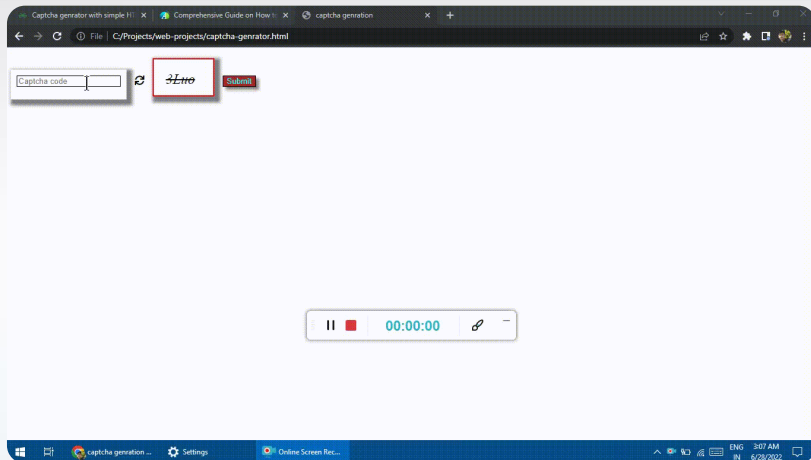 Captcha genrator with simple HT
Comprehensive Guide on How to
captcha genration
File
C:/Projects/web-projects/captcha-genrator.html
Captcha code
3Luo
Submit
00:00:00
captcha genration ...
Settings
Online Screen Rec...
ENG
IN
3:07 AM
6/28/2022